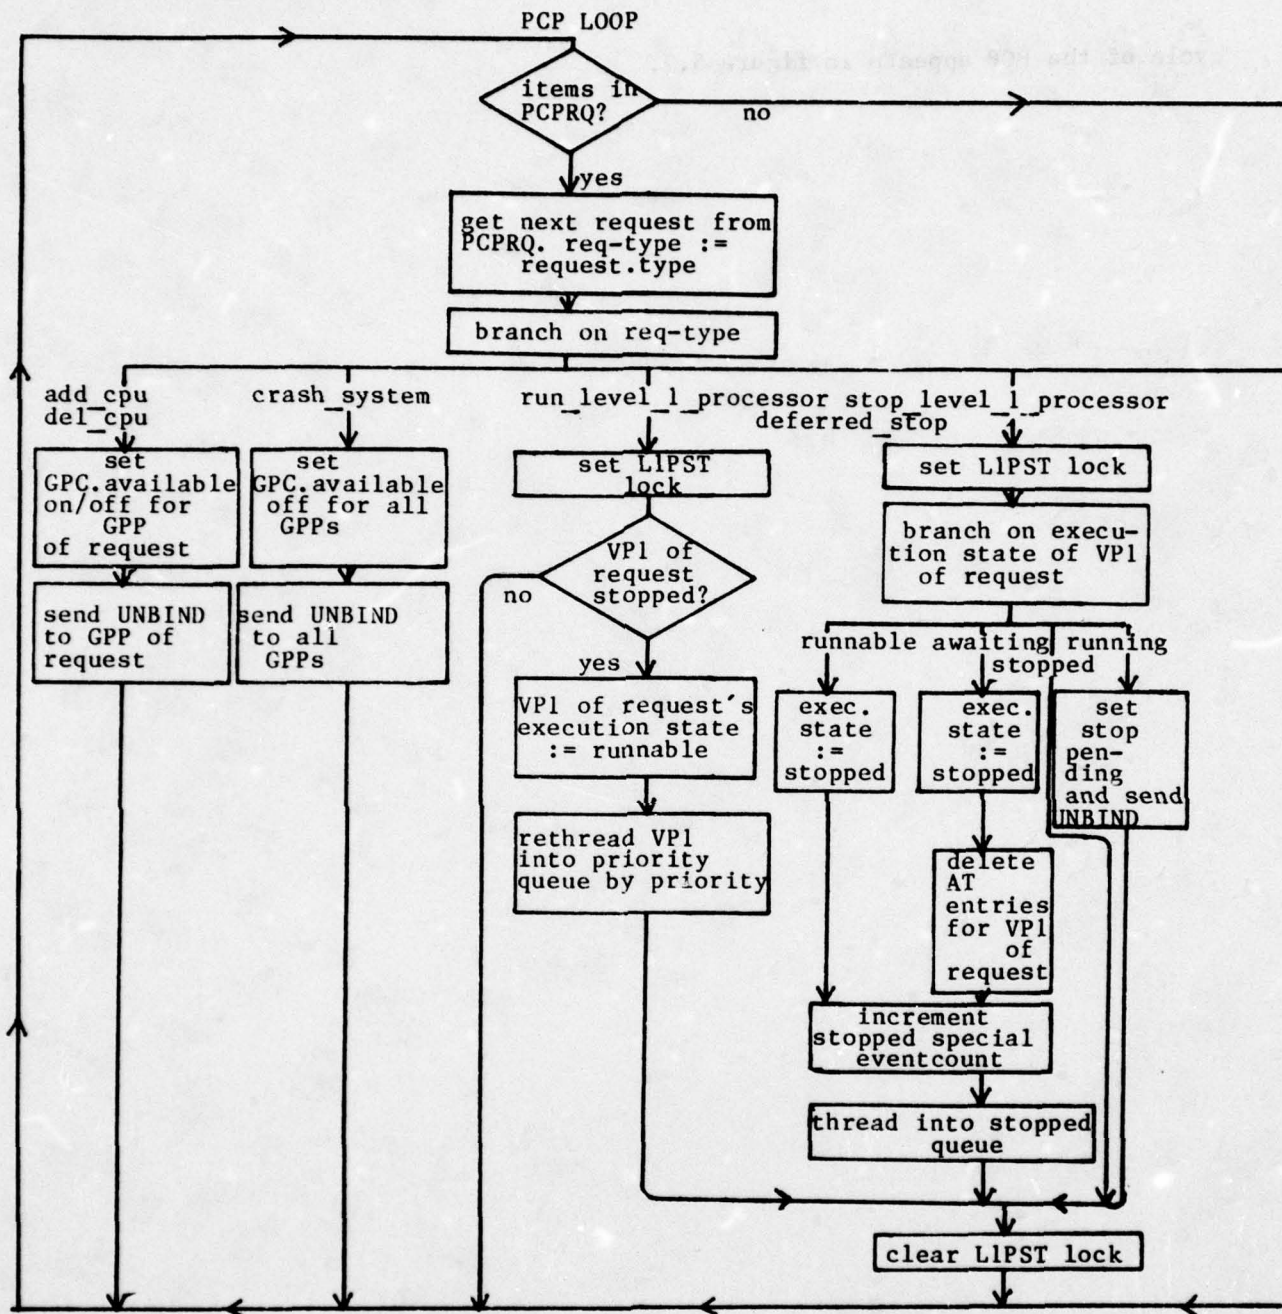 PCP LOOP
items in
PCPRQ?
no
yes
get next request from
PCPRQ. req-type :=
request.type
branch on req-type
add_cpu
del_cpu
crash_system
run_level_1_processor
stop_level_1_processor
deferred_stop
set
GPC.available
on/off for
GPP
of request
send UNBIND
to GPP of
request
set
GPC.available
off for all
GPPs
send UNBIND
to all
GPPs
set L1PST
lock
VP1 of
request
stopped?
no
yes
VP1 of request's
execution state
:= runnable
rethread VP1
into priority
queue by priority
set L1PST lock
branch on execu-
tion state of VP1
of request
runnable awaiting running
stopped
exec.
state
:=
stopped
exec.
state
:=
stopped
set
stop
pen-
ding
and send
UNBIND
delete
AT
entries
for VP1
of
request
increment
stopped special
eventcount
thread into stopped
queue
clear L1PST lock